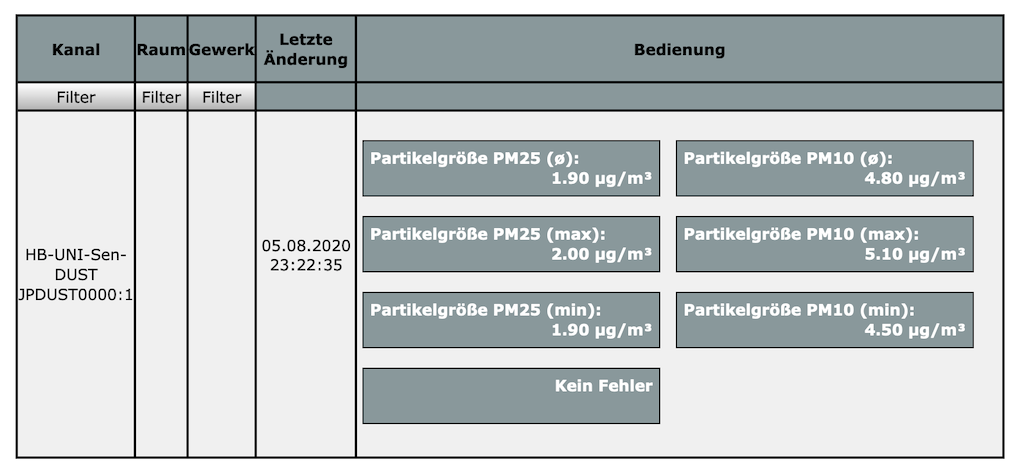 Kanal
Raum
Gewerk
Letzte
Änderung
Bedienung
Filter
Filter
Filter
HB-UNI-Sen-
DUST
JPDUST0000:1
05.08.2020
23:22:35
Partikelgröße PM25 (ø):
1.90 µg/m³
Partikelgröße PM10 (ø):
4.80 µg/m³
Partikelgröße PM25 (max):
2.00 µg/m³
Partikelgröße PM10 (max):
5.10 µg/m³
Partikelgröße PM25 (min):
1.90 µg/m³
Partikelgröße PM10 (min):
4.50 µg/m³
Kein Fehler